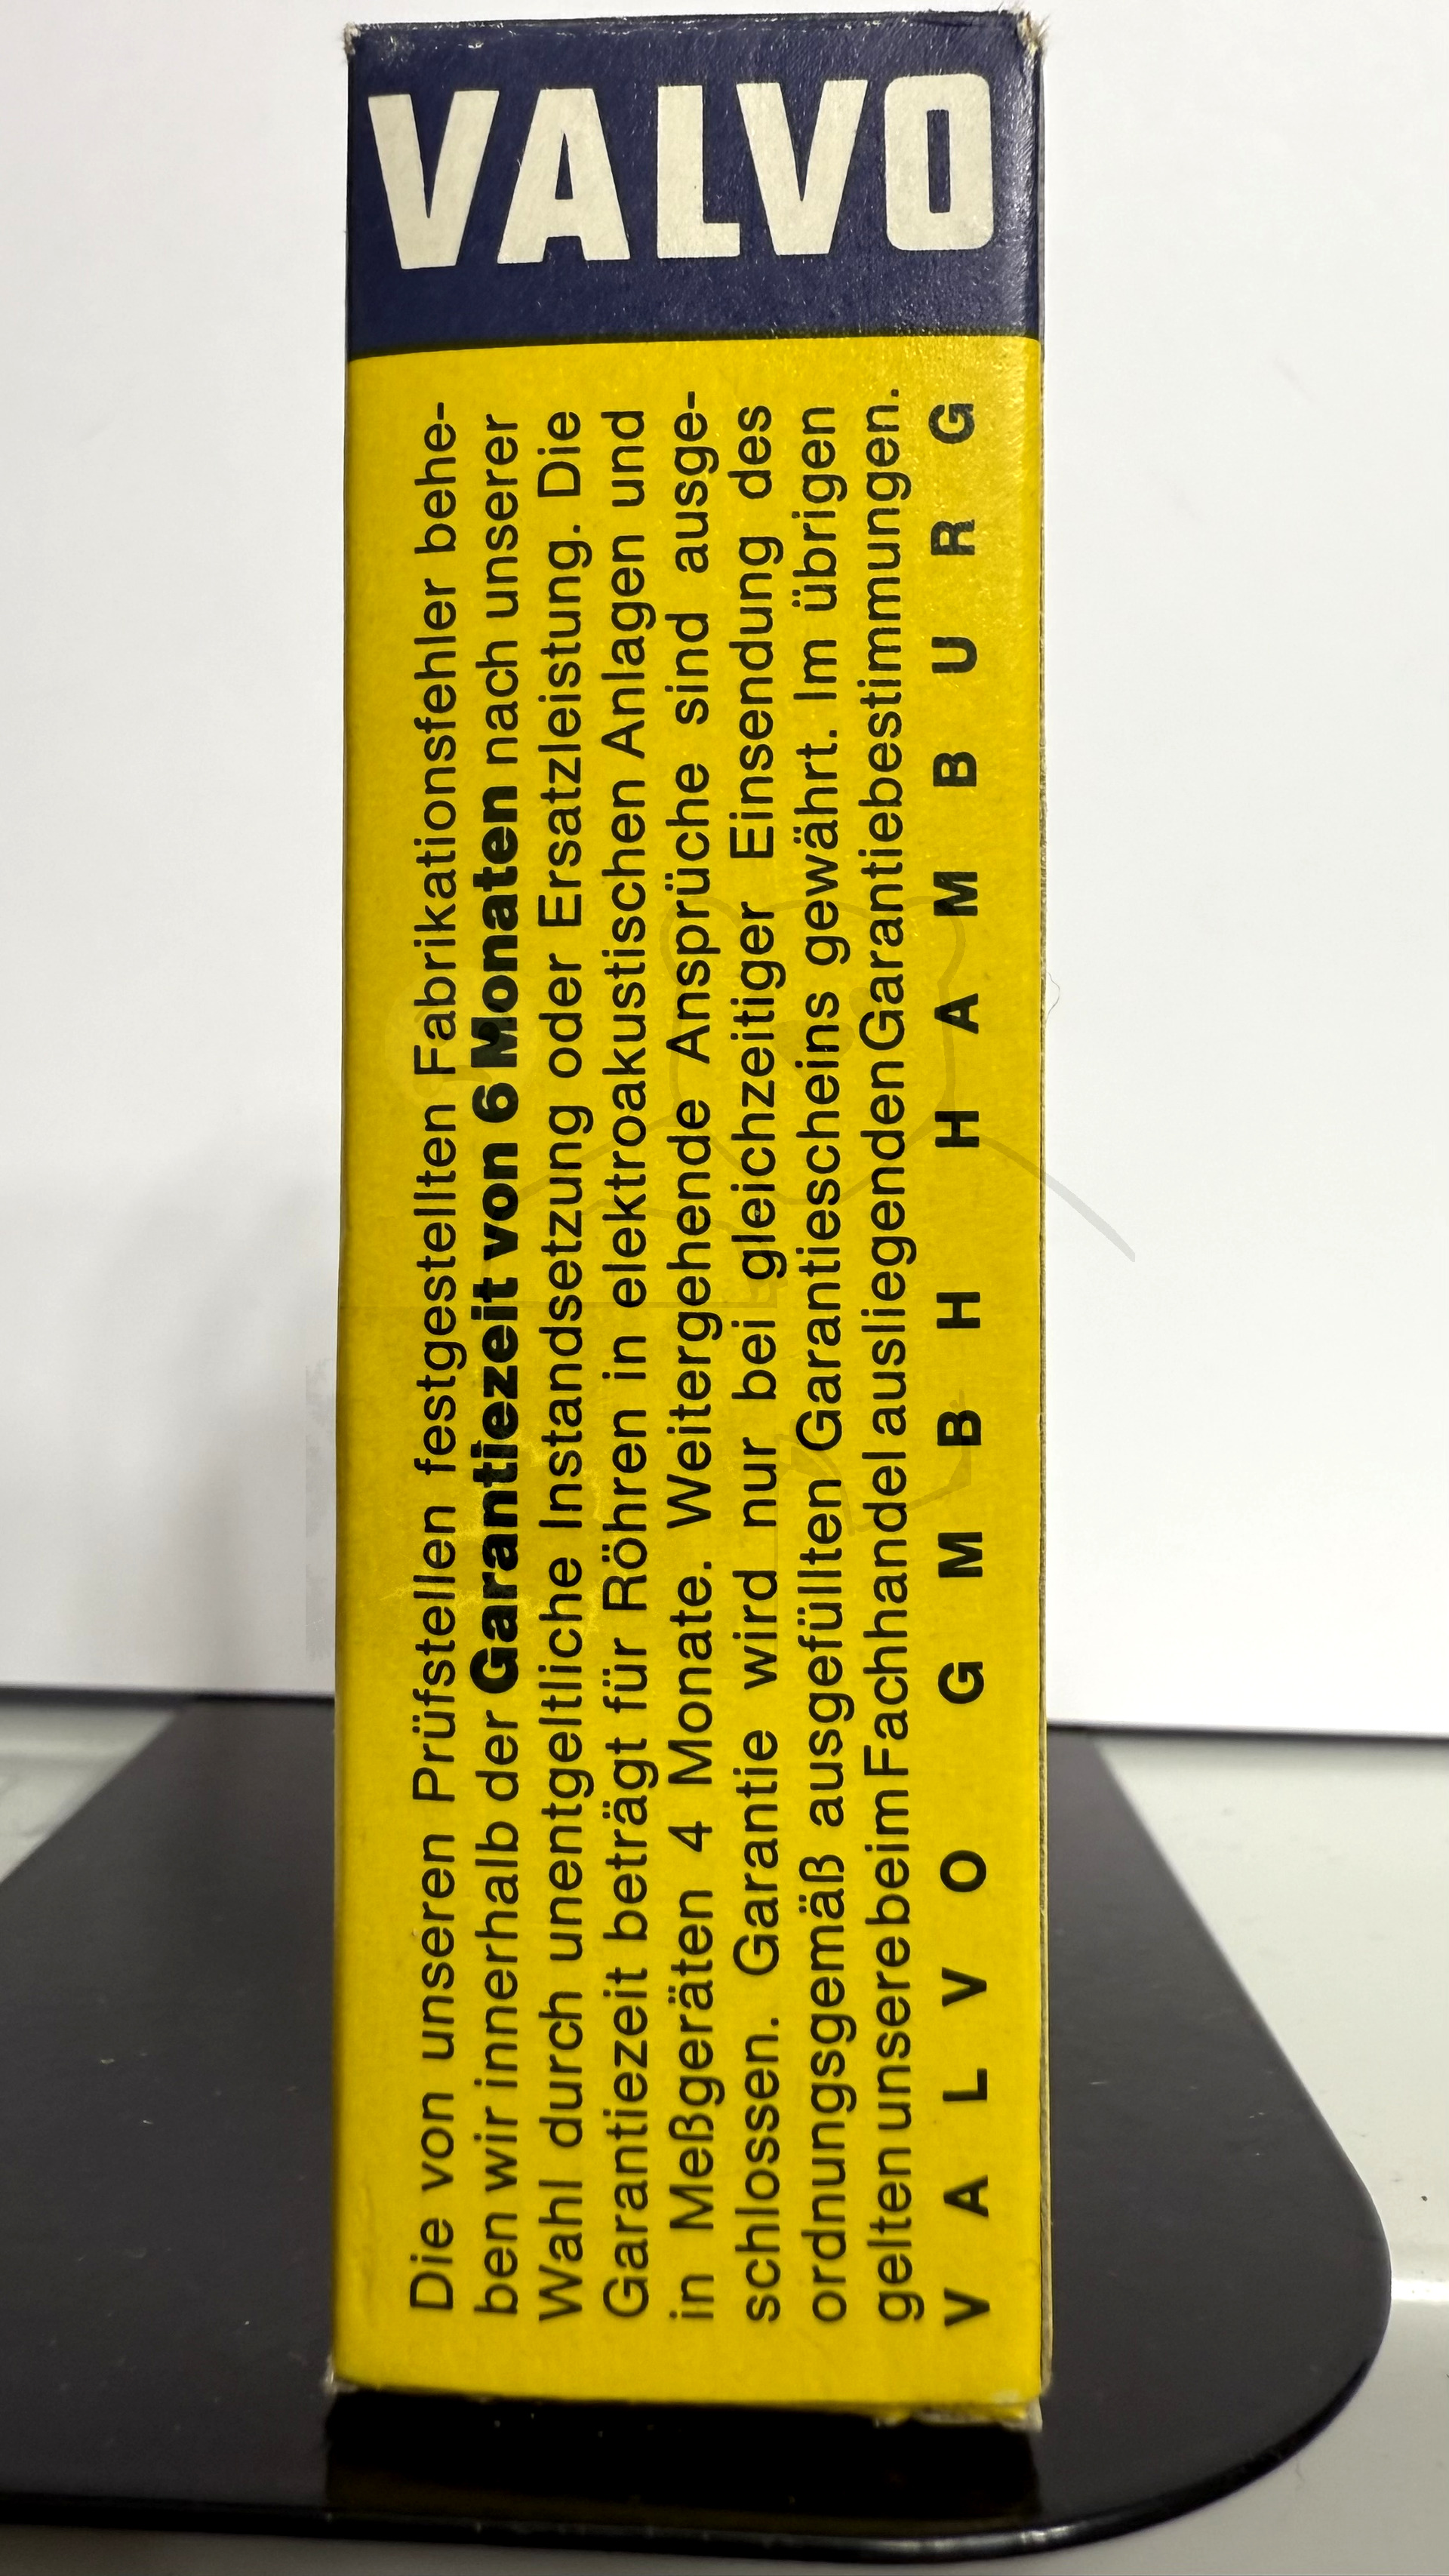 VALVO
Die von unseren Prüfstellen festgestellten Fabrikationsfehler behe-
ben wir innerhalb der Garantiezeit von 6 Monaten nach unserer
Wahl durch unentgeltliche Instandsetzung oder Ersatzleistung. Die
Garantiezeit beträgt für Röhren in elektroakustischen Anlagen und
in Meßgeräten 4 Monate. Weitergehende Ansprüche sind ausge-
schlossen. Garantie wird nur bei gleichzeitiger Einsendung des
ordnungsgemäß ausgefüllten Garantiescheins gewährt. Im übrigen
gelten unsere beim Fachhandel ausliegenden Garantiebestimmungen.
VALVO GMBH HAMBURG